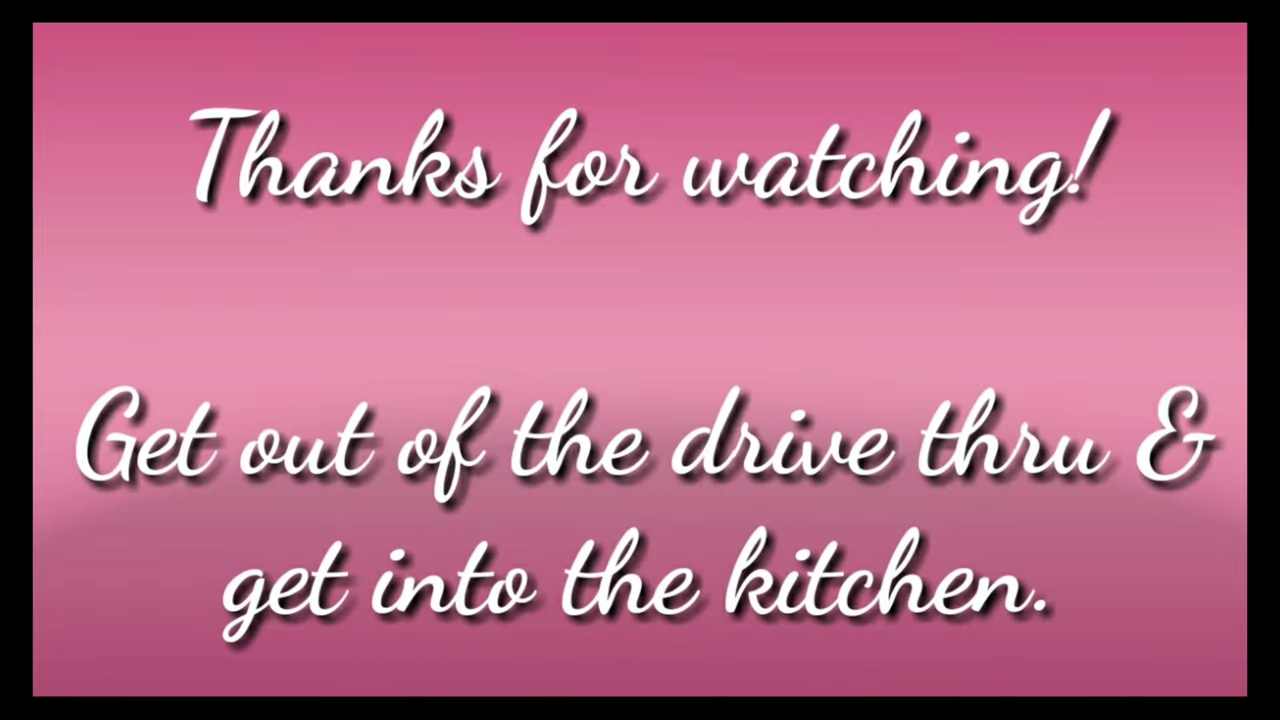 Thanks for watching!
Get out of the drive thru &
get into the kitchen.